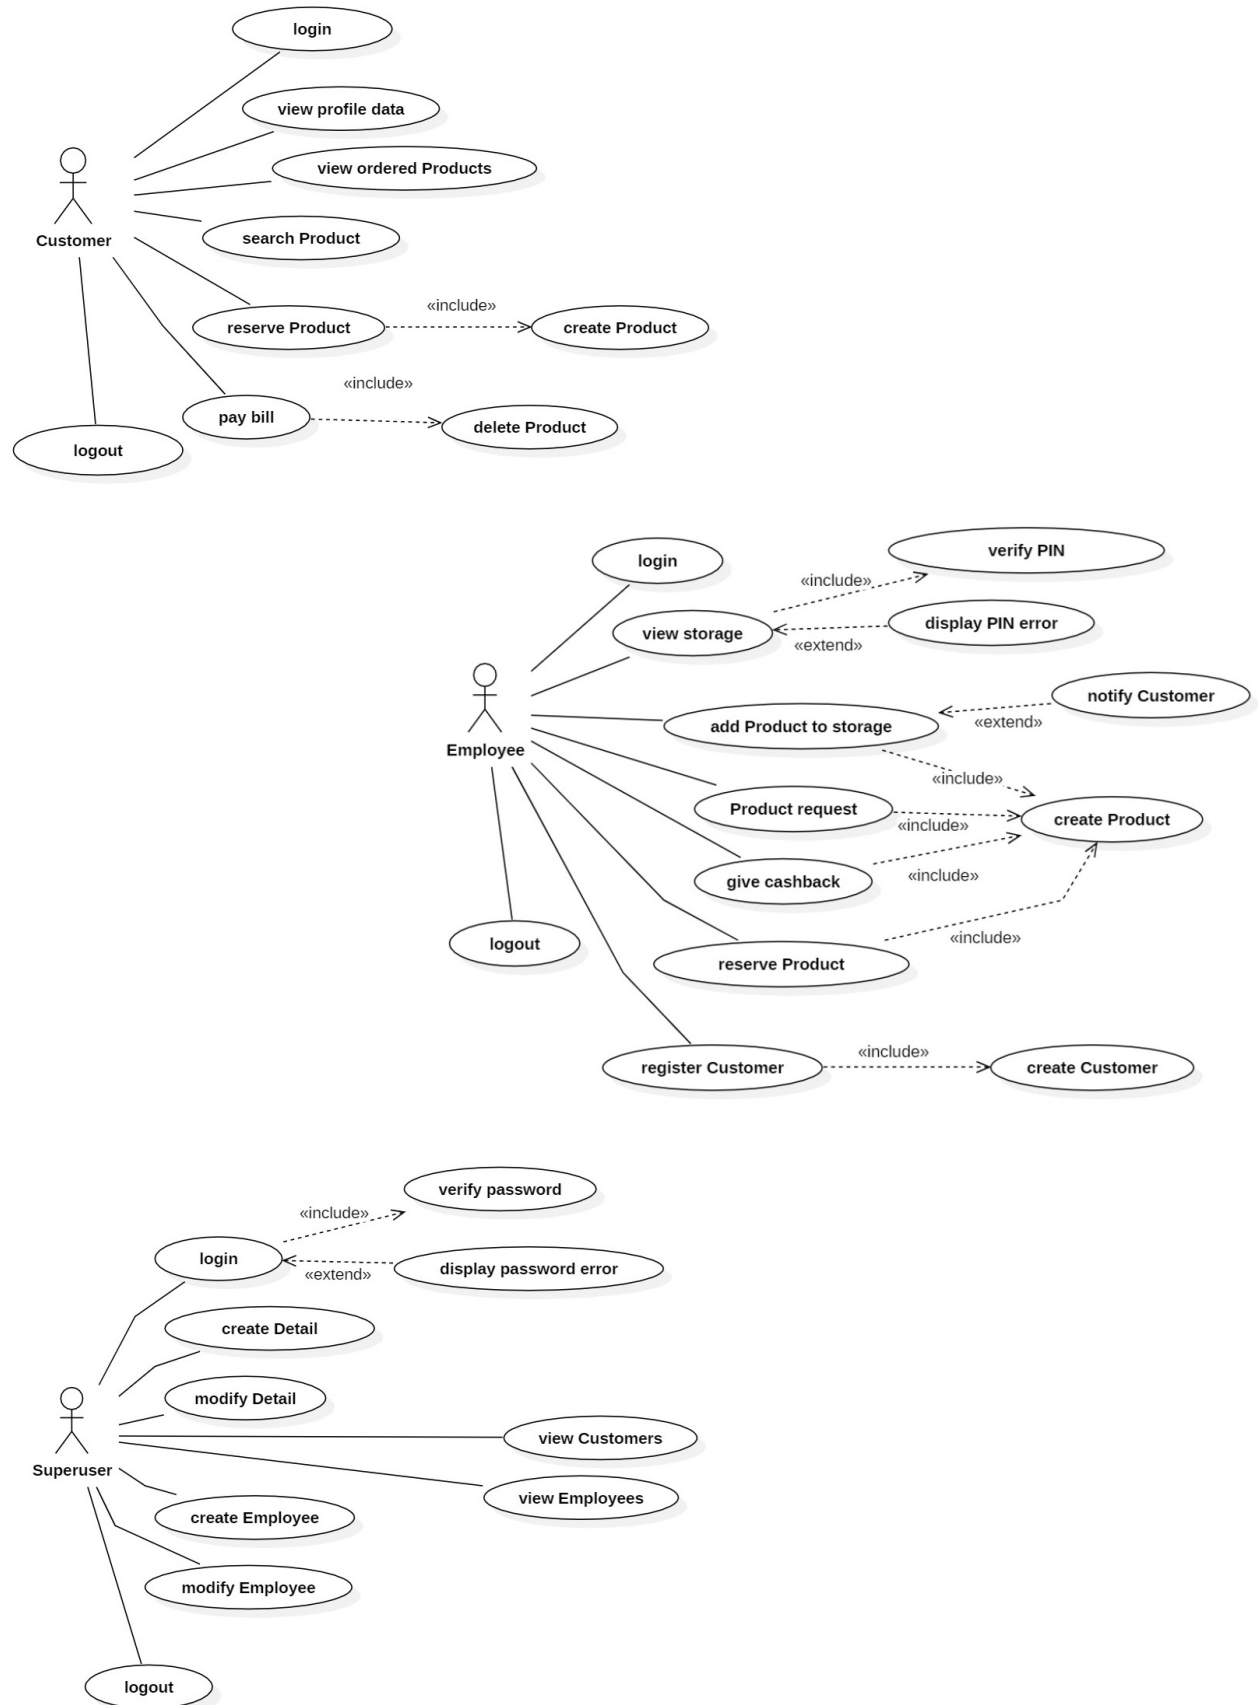 login
view profile data
view ordered Products
search Product
Customer
«include»
reserve Product
create Product
«include»
pay bill
delete Product
logout
verify PIN
login
«include»
display PIN error
view storage
«extend»
notify Customer
«extend»
add Product to storage
Employee
«include»
Product request
create Product
«include»
give cashback
«include»
logout
«include»
reserve Product
«include»
register Customer
create Customer
verify password
«include»
login
display password error
«extend»
create Detail
modify Detail
view Customers
Superuser
view Employees
create Employee
modify Employee
logout